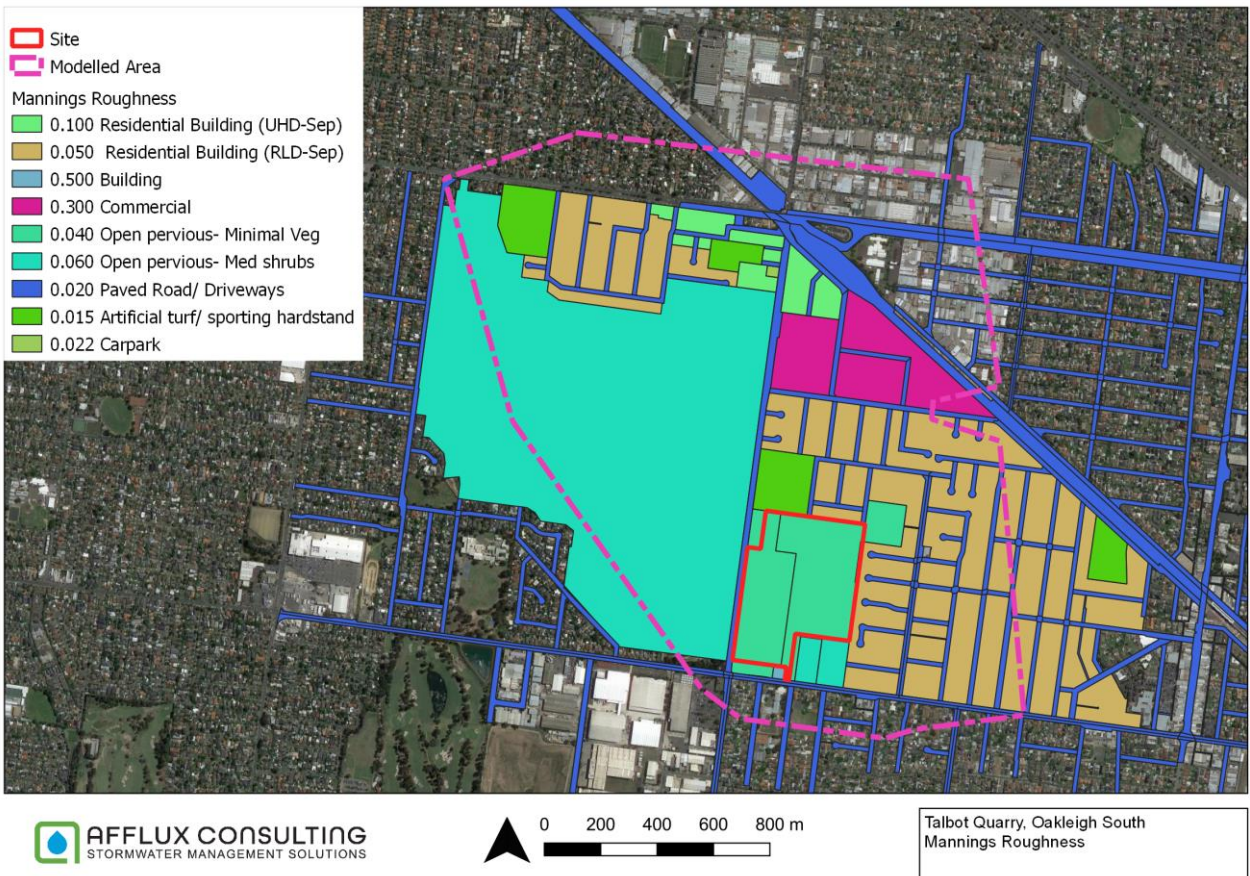 Site
Modelled Area
Mannings Roughness
0.100 Residential Building (UHD-Sep)
0.050 Residential Building (RLD-Sep)
0.500 Building
0.300 Commercial
0.040 Open pervious- Minimal Veg
0.060 Open pervious- Med shrubs
0.020 Paved Road/ Driveways
0.015 Artificial turf/ sporting hardstand
0.022 Carpark
AFFLUX CONSULTING
STORMWATER MANAGEMENT SOLUTIONS
0 200 400 600 800 m
Talbot Quarry, Oakleigh South
Mannings Roughness